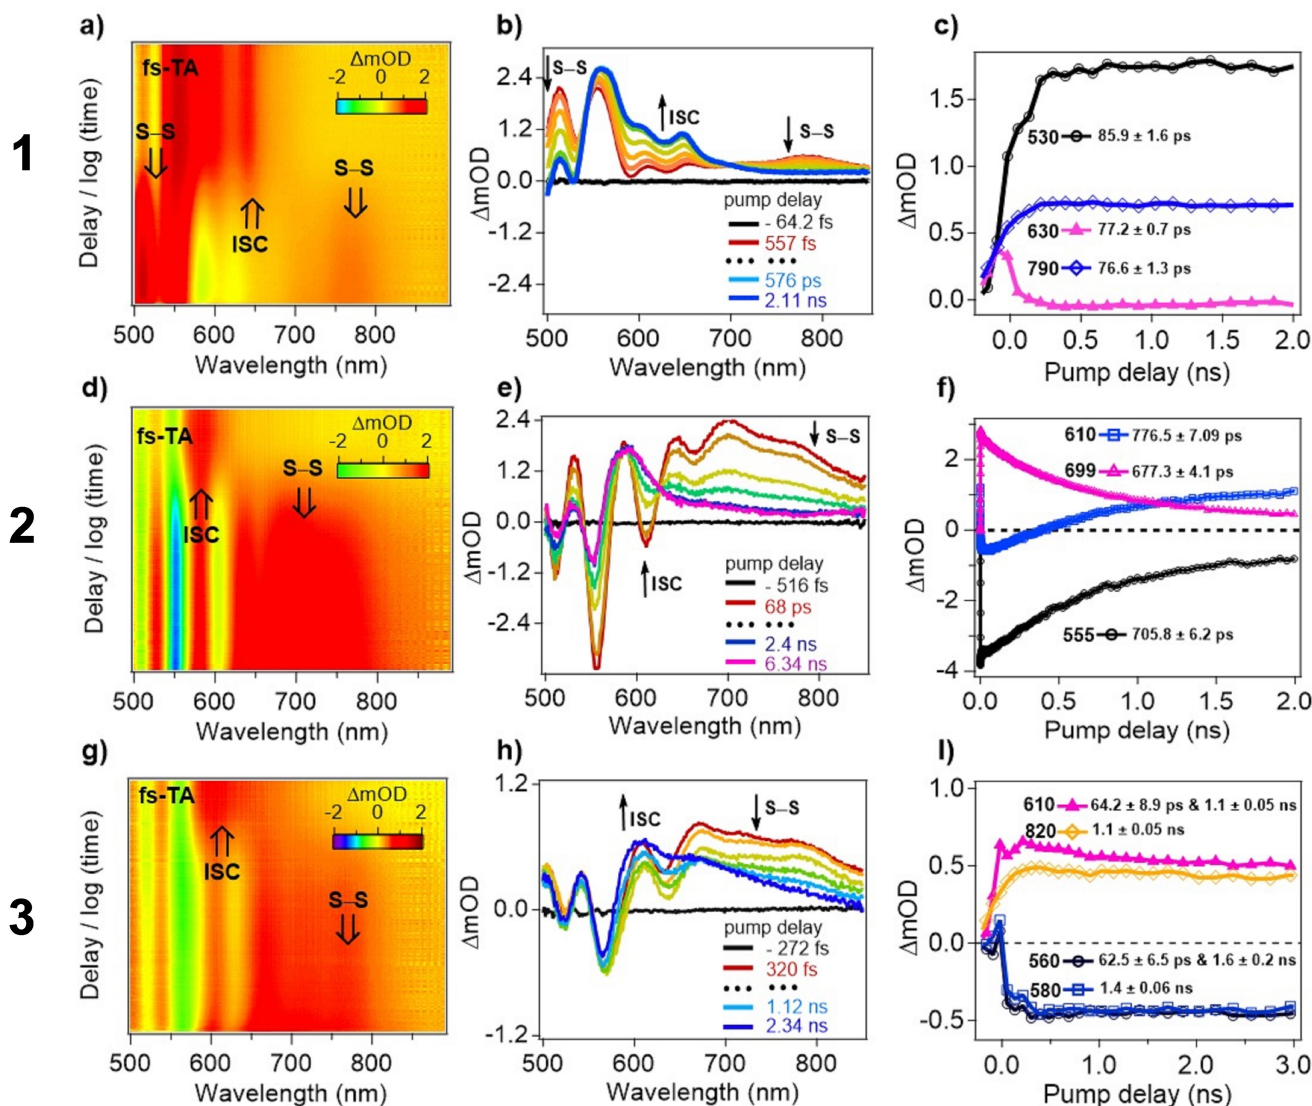 1
a)
fs-TA
ΔmOD
-2 0 2
S–S
S–S
ISC
Delay / log (time)
500 600 700 800
Wavelength (nm)
b)
S–S
ISC
S–S
ΔmOD
2.4
1.2
0.0
-1.2
-2.4
pump delay
- 64.2 fs
557 fs
••• •••
576 ps
2.11 ns
500 600 700 800
Wavelength (nm)
c)
ΔmOD
1.5
1.0
0.5
0.0
530 85.9 ± 1.6 ps
630 77.2 ± 0.7 ps
790 76.6 ± 1.3 ps
0.0 0.5 1.0 1.5 2.0
Pump delay (ns)
2
d)
fs-TA
ΔmOD
-2 0 2
S–S
ISC
Delay / log (time)
500 600 700 800
Wavelength (nm)
e)
S–S
ISC
ΔmOD
2.4
1.2
0.0
-1.2
-2.4
pump delay
- 516 fs
68 ps
••• •••
2.4 ns
6.34 ns
500 600 700 800
Wavelength (nm)
f)
ΔmOD
2
0
-2
-4
610 776.5 ± 7.09 ps
699 677.3 ± 4.1 ps
555 705.8 ± 6.2 ps
0.0 0.5 1.0 1.5 2.0
Pump delay (ns)
3
g)
fs-TA
ΔmOD
-1.2 0 1.2
ISC
S–S
Delay / log (time)
500 600 700 800
Wavelength (nm)
h)
ISC
S–S
ΔmOD
1.2
0.0
-1.2
pump delay
- 272 fs
320 fs
••• •••
1.12 ns
2.34 ns
500 600 700 800
Wavelength (nm)
I)
ΔmOD
1.0
0.5
0.0
-0.5
610 64.2 ± 8.9 ps & 1.1 ± 0.05 ns
820 1.1 ± 0.05 ns
560 62.5 ± 6.5 ps & 1.6 ± 0.2 ns
580 1.4 ± 0.06 ns
0.0 1.0 2.0 3.0
Pump delay (ns)